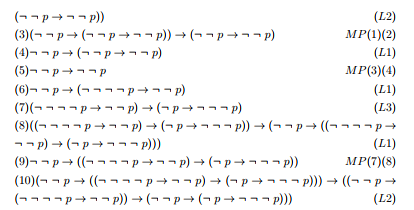 (¬ ¬ p → ¬ ¬ p)) (L2)
(3)(¬ ¬ p → (¬ ¬ p → ¬ ¬ p)) → (¬ ¬ p → ¬ ¬ p) MP(1)(2)
(4)¬ ¬ p → (¬ ¬ p → ¬ ¬ p) (L1)
(5)¬ ¬ p → ¬ ¬ p MP(3)(4)
(6)¬ ¬ p → (¬ ¬ ¬ ¬ p → ¬ ¬ p) (L1)
(7)(¬ ¬ ¬ ¬ p → ¬ ¬ p) → (¬ p → ¬ ¬ ¬ p) (L3)
(8)((¬ ¬ ¬ ¬ p → ¬ ¬ p) → (¬ p → ¬ ¬ ¬ p)) → (¬ ¬ p → ((¬ ¬ ¬ ¬ p →
¬ ¬ p) → (¬ p → ¬ ¬ ¬ p))) (L1)
(9)¬ ¬ p → ((¬ ¬ ¬ ¬ p → ¬ ¬ p) → (¬ p → ¬ ¬ ¬ p)) MP(7)(8)
(10)(¬ ¬ p → ((¬ ¬ ¬ ¬ p → ¬ ¬ p) → (¬ p → ¬ ¬ ¬ p))) → ((¬ ¬ p →
(¬ ¬ ¬ ¬ p → ¬ ¬ p)) → (¬ ¬ p → (¬ p → ¬ ¬ ¬ p))) (L2)